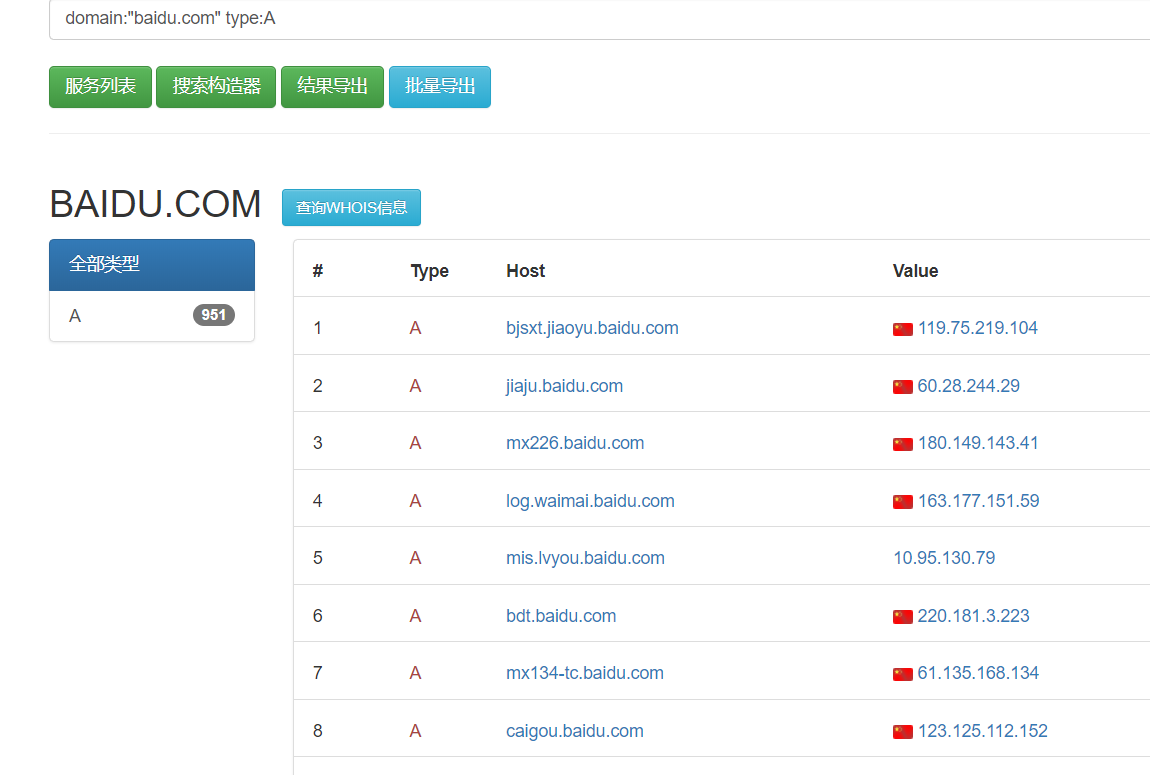 domain:"baidu.com" type:A
服务列表 搜索构造器 结果导出 批量导出
BAIDU.COM 查询WHOIS信息
全部类型
A 951
# Type Host Value
1 A bjsxt.jiaoyu.baidu.com 119.75.219.104
2 A jiaju.baidu.com 60.28.244.29
3 A mx226.baidu.com 180.149.143.41
4 A log.waimai.baidu.com 163.177.151.59
5 A mis.lvyou.baidu.com 10.95.130.79
6 A bdt.baidu.com 220.181.3.223
7 A mx134-tc.baidu.com 61.135.168.134
8 A caigou.baidu.com 123.125.112.152